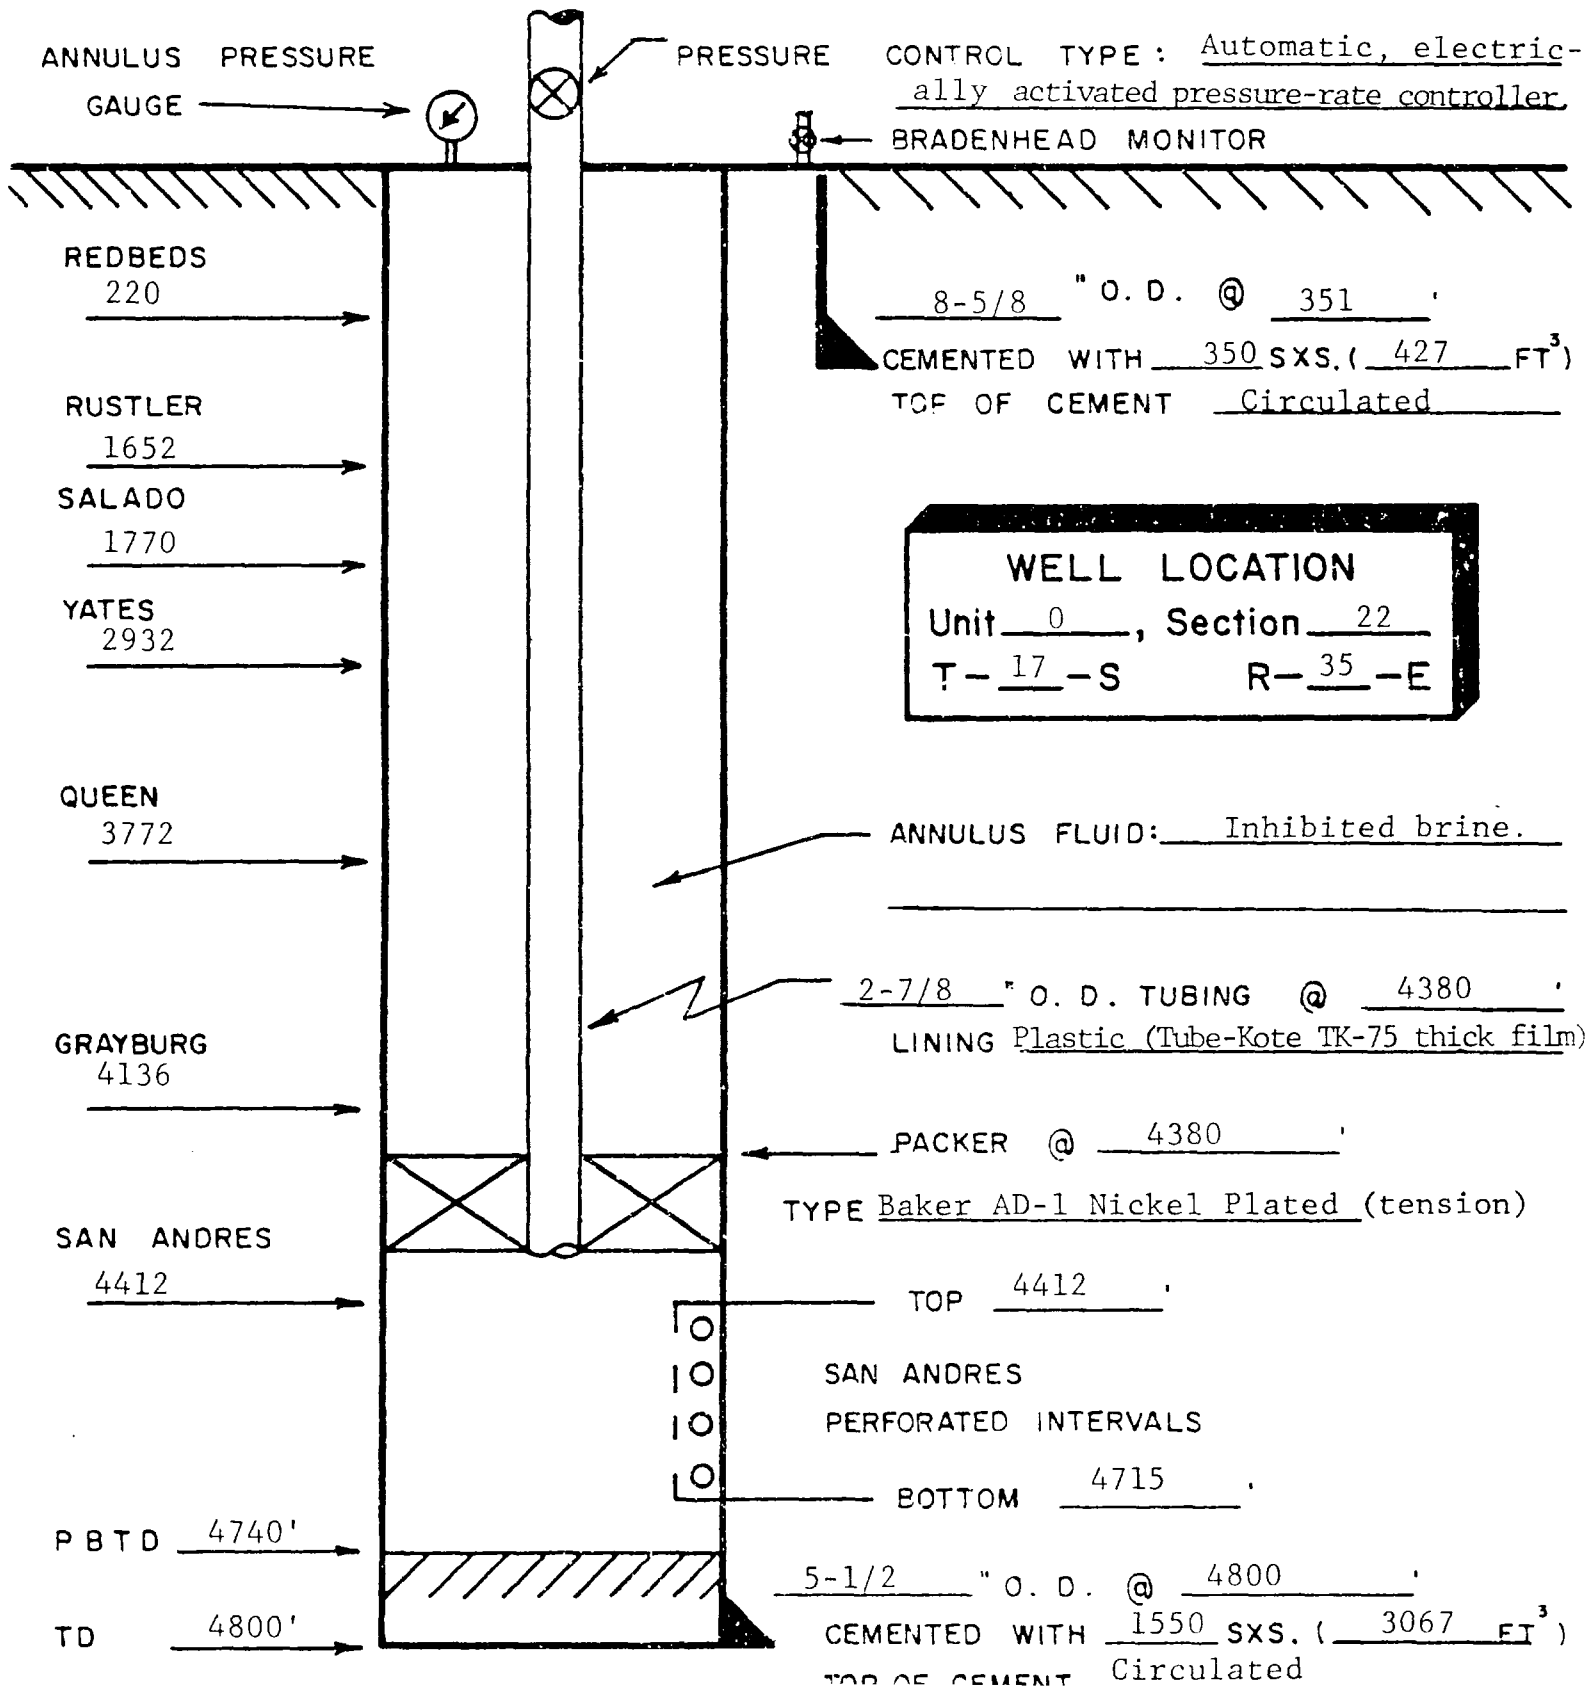 ANNULUS PRESSURE
GAUGE
PRESSURE CONTROL TYPE: Automatic, electric-
ally activated pressure-rate controller.
BRADENHEAD MONITOR
REDBEDS
220
8-5/8 " O.D. @ 351 '
CEMENTED WITH 350 SXS. ( 427 FT³)
TOP OF CEMENT Circulated
RUSTLER
1652
SALADO
1770
YATES
2932
WELL LOCATION
Unit O, Section 22
T-17-S R-35-E
QUEEN
3772
ANNULUS FLUID: Inhibited brine.
2-7/8 " O. D. TUBING @ 4380 '
LINING Plastic (Tube-Kote TK-75 thick film)
GRAYBURG
4136
PACKER @ 4380 '
TYPE Baker AD-1 Nickel Plated (tension)
SAN ANDRES
4412
TOP 4412 '
SAN ANDRES
PERFORATED INTERVALS
BOTTOM 4715 '
PBTD 4740'
5-1/2 " O. D. @ 4800 '
TD 4800'
CEMENTED WITH 1550 SXS. ( 3067 FT³)
TOP OF CEMENT Circulated